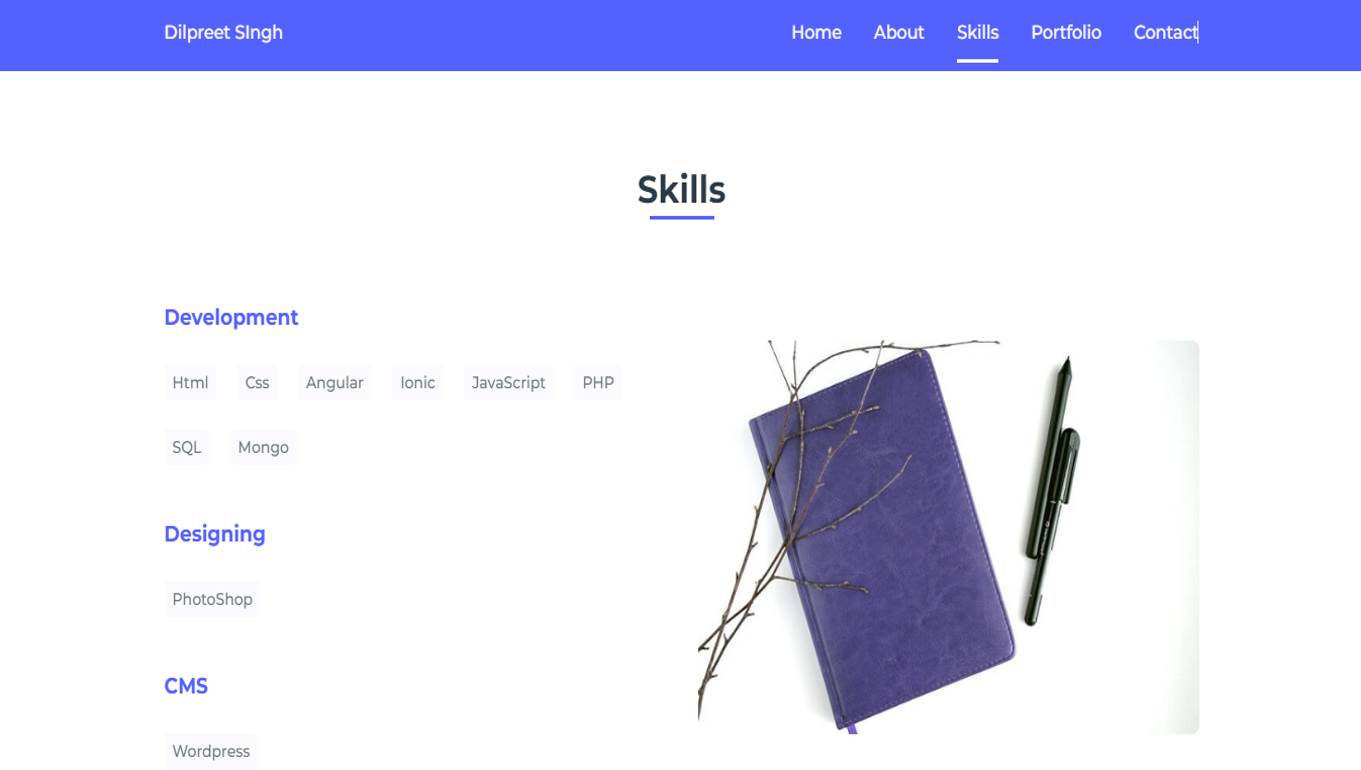 Dilpreet SIngh Home About Skills Portfolio Contact
Skills
Development
Html Css Angular Ionic JavaScript PHP
SQL Mongo
Designing
PhotoShop
CMS
Wordpress